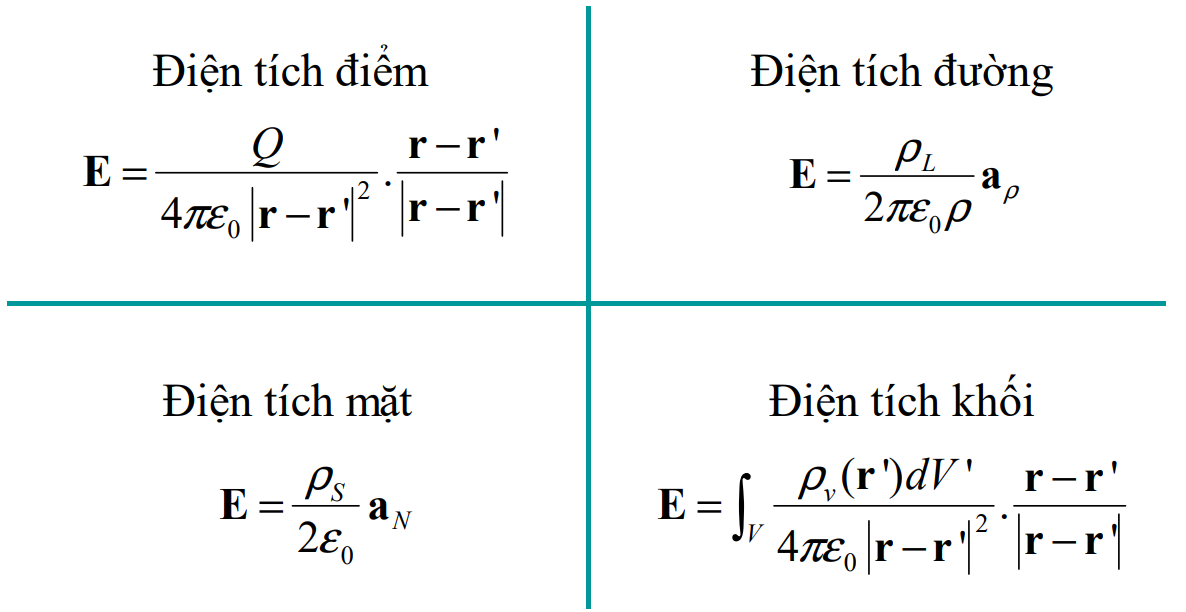 Điện tích điểm
E = Q / (4πε₀ |r − r'|²) . (r − r') / |r − r'|
Điện tích đường
E = ρ_L / (2πε₀ρ) a_ρ
Điện tích mặt
E = ρ_S / (2ε₀) a_N
Điện tích khối
E = ∫_V ρ_v(r')dV' / (4πε₀ |r − r'|²) . (r − r') / |r − r'|